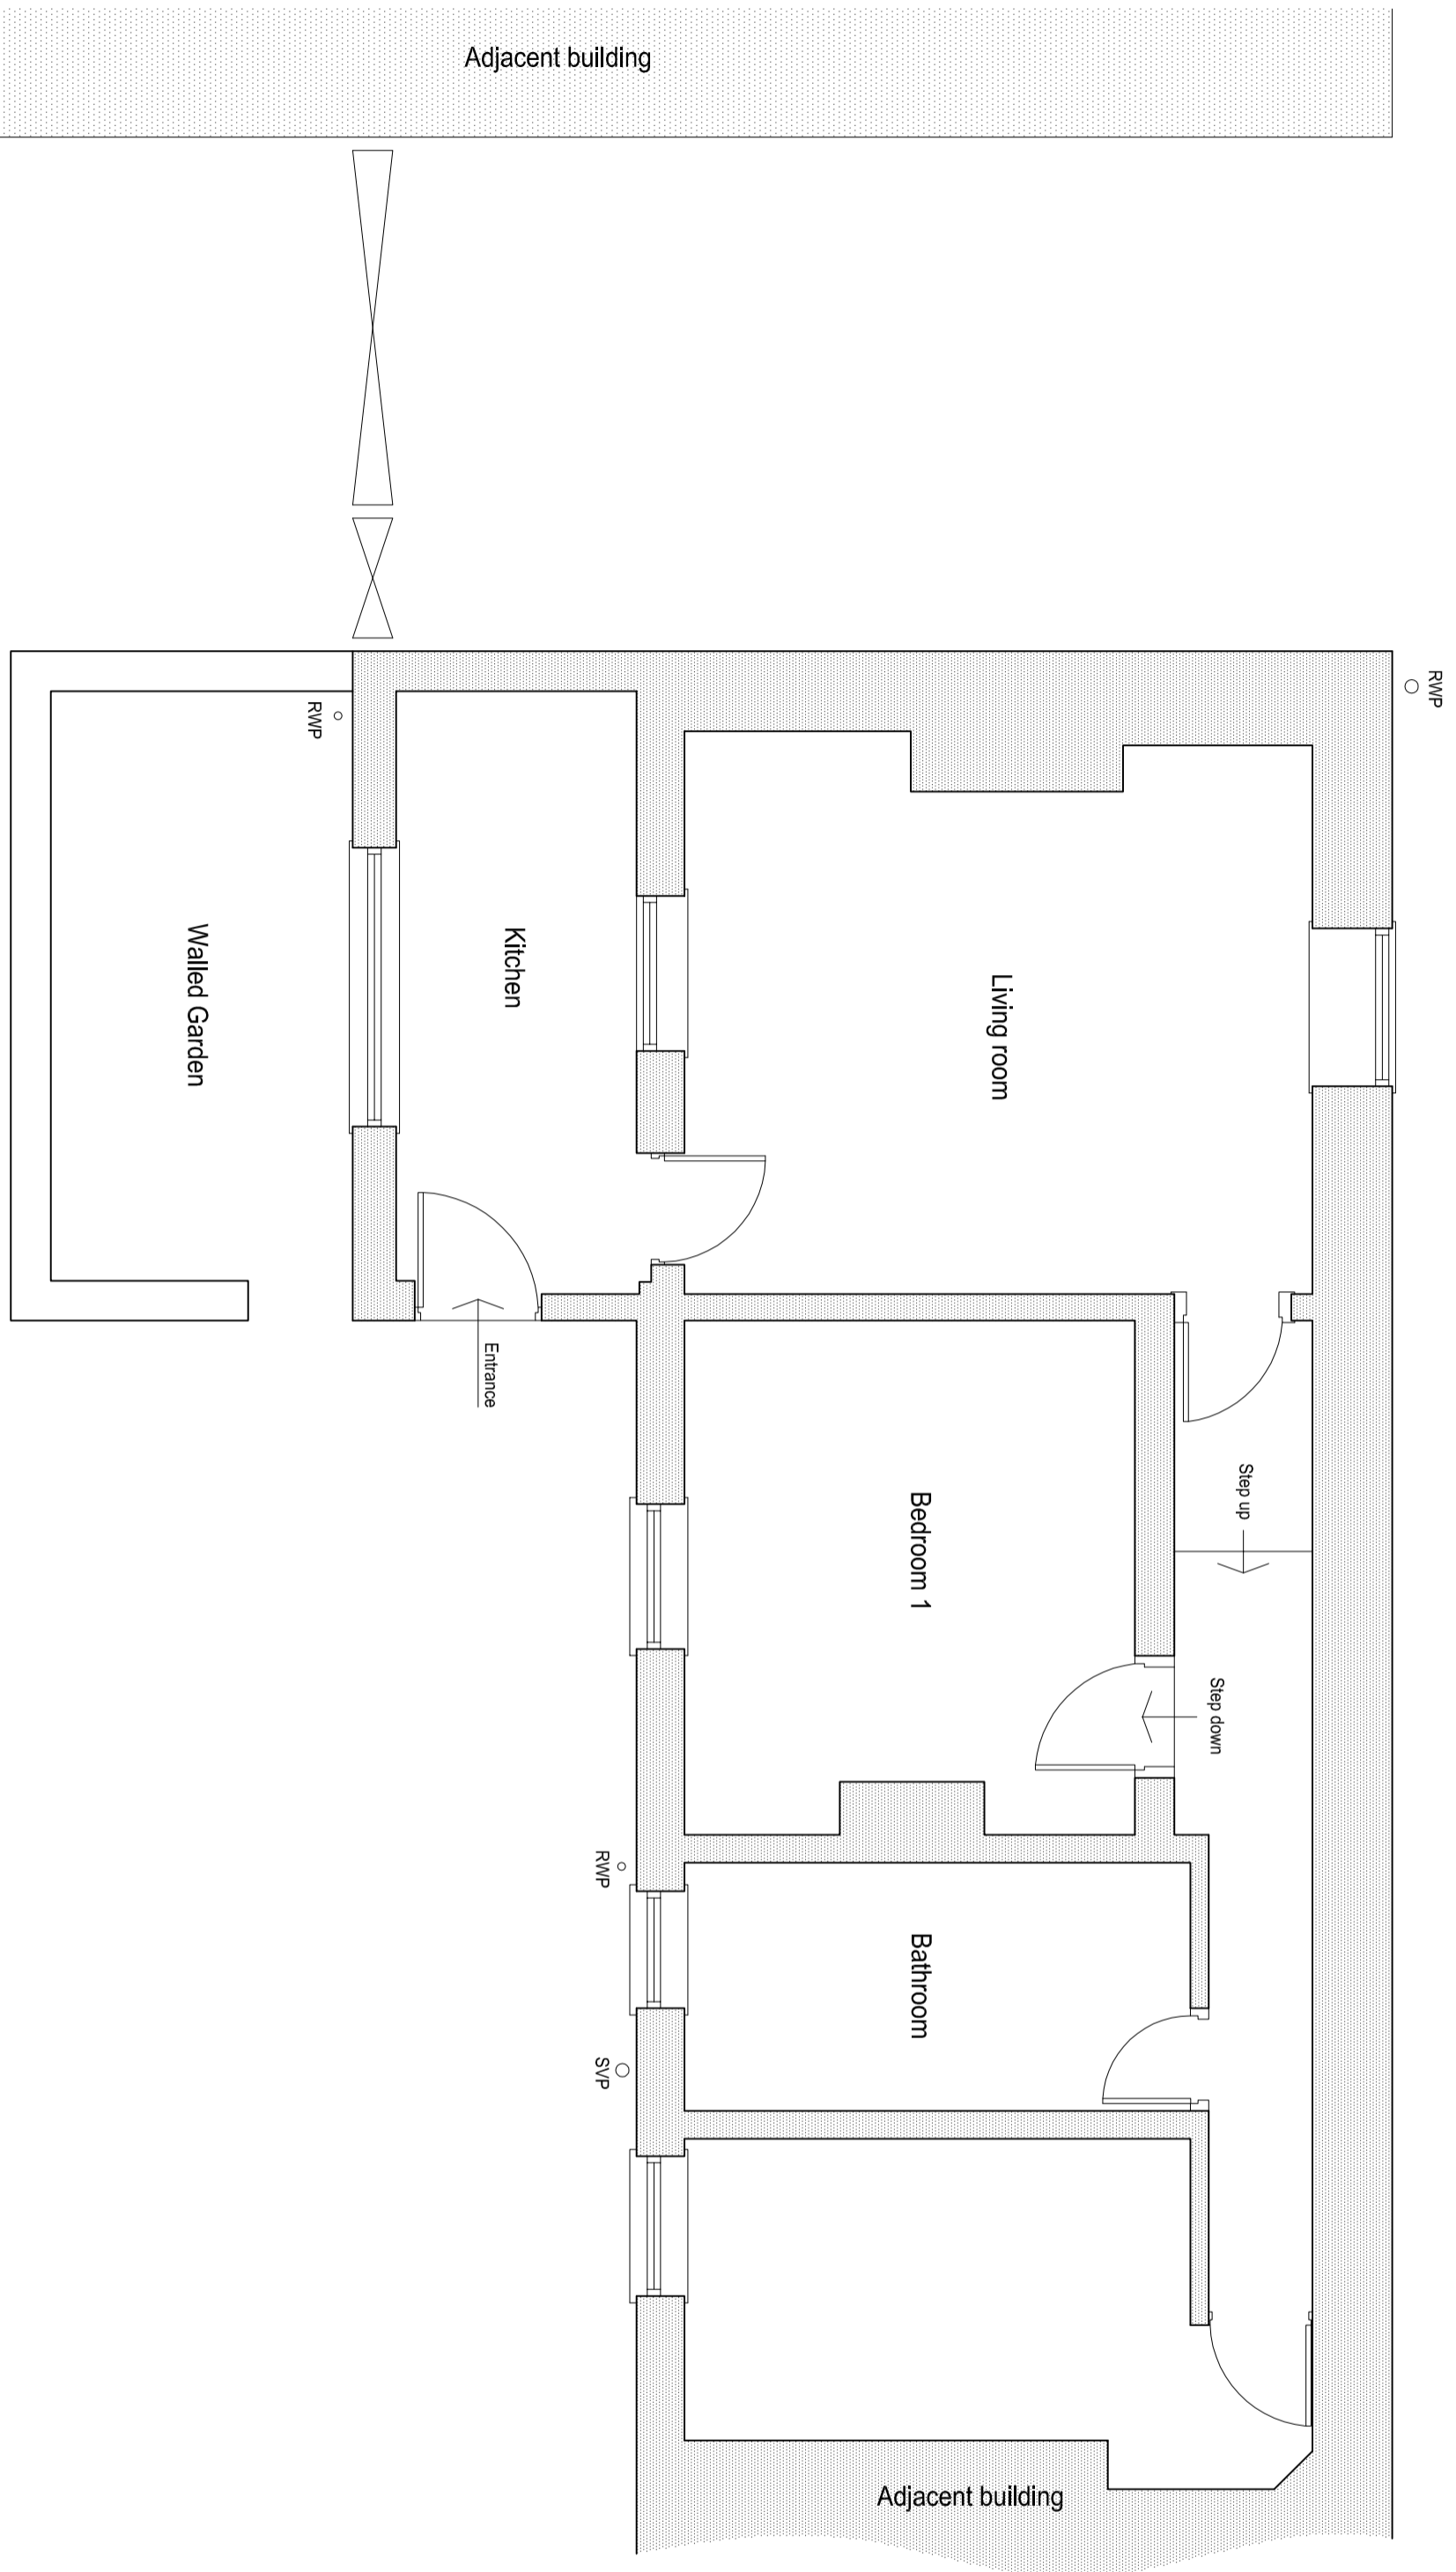 Adjacent building
RWP
RWP
Walled Garden
Kitchen
Living room
Entrance
Step up
Bedroom 1
Step down
RWP
Bathroom
SVP
Adjacent building